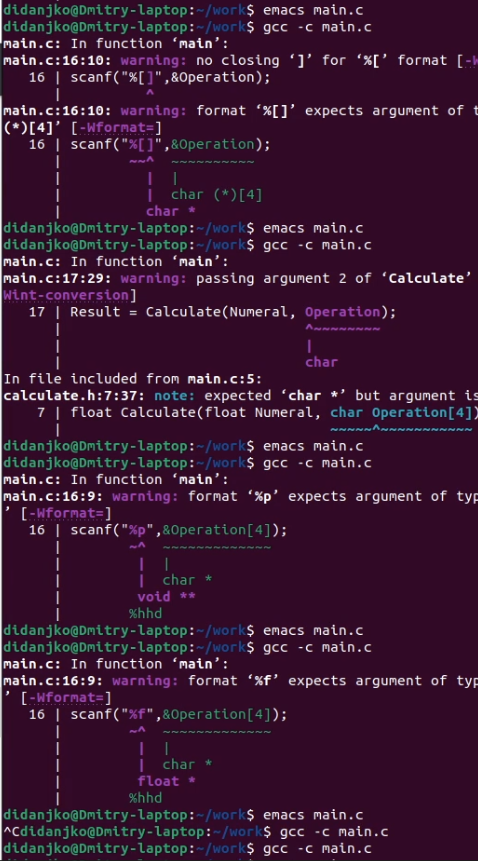 didanjko@Dmitry-laptop:~/work$ emacs main.c
didanjko@Dmitry-laptop:~/work$ gcc -c main.c
main.c: In function ‘main’:
main.c:16:10: warning: no closing ‘]’ for ‘%[’ format [-W
16 | scanf("%[]",&Operation);
| ^
main.c:16:10: warning: format ‘%[]’ expects argument of t
(*)[4]’ [-Wformat=]
16 | scanf("%[]",&Operation);
| ~~^ ~~~~~~~~~~
| | |
| | char (*)[4]
| char *
didanjko@Dmitry-laptop:~/work$ emacs main.c
didanjko@Dmitry-laptop:~/work$ gcc -c main.c
main.c: In function ‘main’:
main.c:17:29: warning: passing argument 2 of ‘Calculate’
Wint-conversion]
17 | Result = Calculate(Numeral, Operation);
| ^~~~~~~~~
| |
| char
In file included from main.c:5:
calculate.h:7:37: note: expected ‘char *’ but argument is
7 | float Calculate(float Numeral, char Operation[4])
| ~~~~~^~~~~~~~~~~~
didanjko@Dmitry-laptop:~/work$ emacs main.c
didanjko@Dmitry-laptop:~/work$ gcc -c main.c
main.c: In function ‘main’:
main.c:16:9: warning: format ‘%p’ expects argument of typ
’ [-Wformat=]
16 | scanf("%p",&Operation[4]);
| ~^ ~~~~~~~~~~~~~
| | |
| | char *
| void **
| %hhd
didanjko@Dmitry-laptop:~/work$ emacs main.c
didanjko@Dmitry-laptop:~/work$ gcc -c main.c
main.c: In function ‘main’:
main.c:16:9: warning: format ‘%f’ expects argument of typ
’ [-Wformat=]
16 | scanf("%f",&Operation[4]);
| ~^ ~~~~~~~~~~~~~
| | |
| | char *
| float *
| %hhd
didanjko@Dmitry-laptop:~/work$ emacs main.c
^Cdidanjko@Dmitry-laptop:~/work$ gcc -c main.c
didanjko@Dmitry-laptop:~/work$ gcc -c main.c